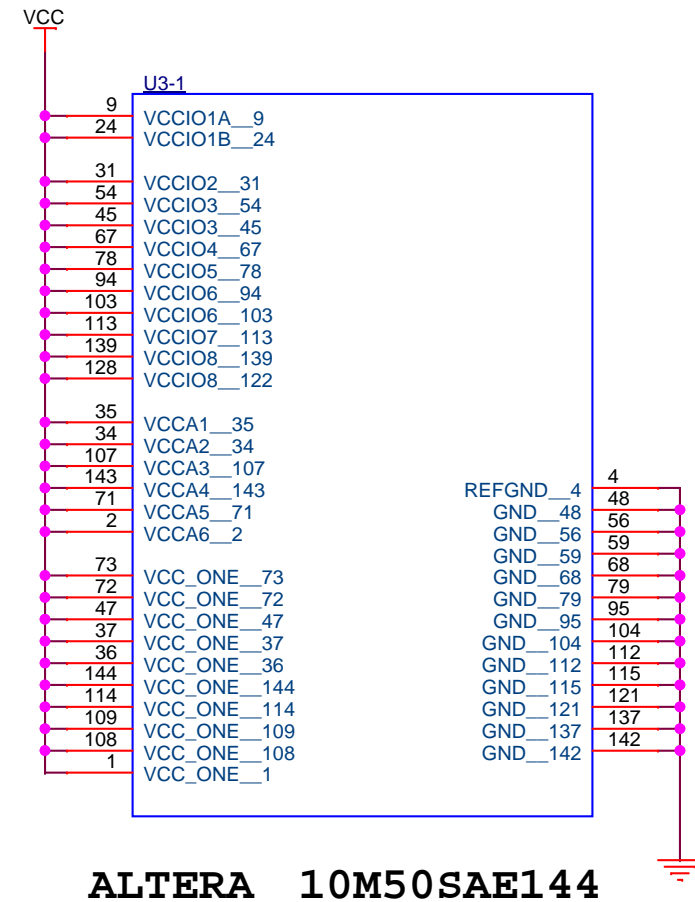 VCC
U3-1
9 VCCIO1A__9
24 VCCIO1B__24
31 VCCIO2__31
54 VCCIO3__54
45 VCCIO3__45
67 VCCIO4__67
78 VCCIO5__78
94 VCCIO6__94
103 VCCIO6__103
113 VCCIO7__113
139 VCCIO8__139
128 VCCIO8__122
35 VCCA1__35
34 VCCA2__34
107 VCCA3__107
143 VCCA4__143
71 VCCA5__71
2 VCCA6__2
73 VCC_ONE__73
72 VCC_ONE__72
47 VCC_ONE__47
37 VCC_ONE__37
36 VCC_ONE__36
144 VCC_ONE__144
114 VCC_ONE__114
109 VCC_ONE__109
108 VCC_ONE__108
1 VCC_ONE__1
REFGND__4 4
GND__48 48
GND__56 56
GND__59 59
GND__68 68
GND__79 79
GND__95 95
GND__104 104
GND__112 112
GND__115 115
GND__121 121
GND__137 137
GND__142 142
ALTERA 10M50SAE144